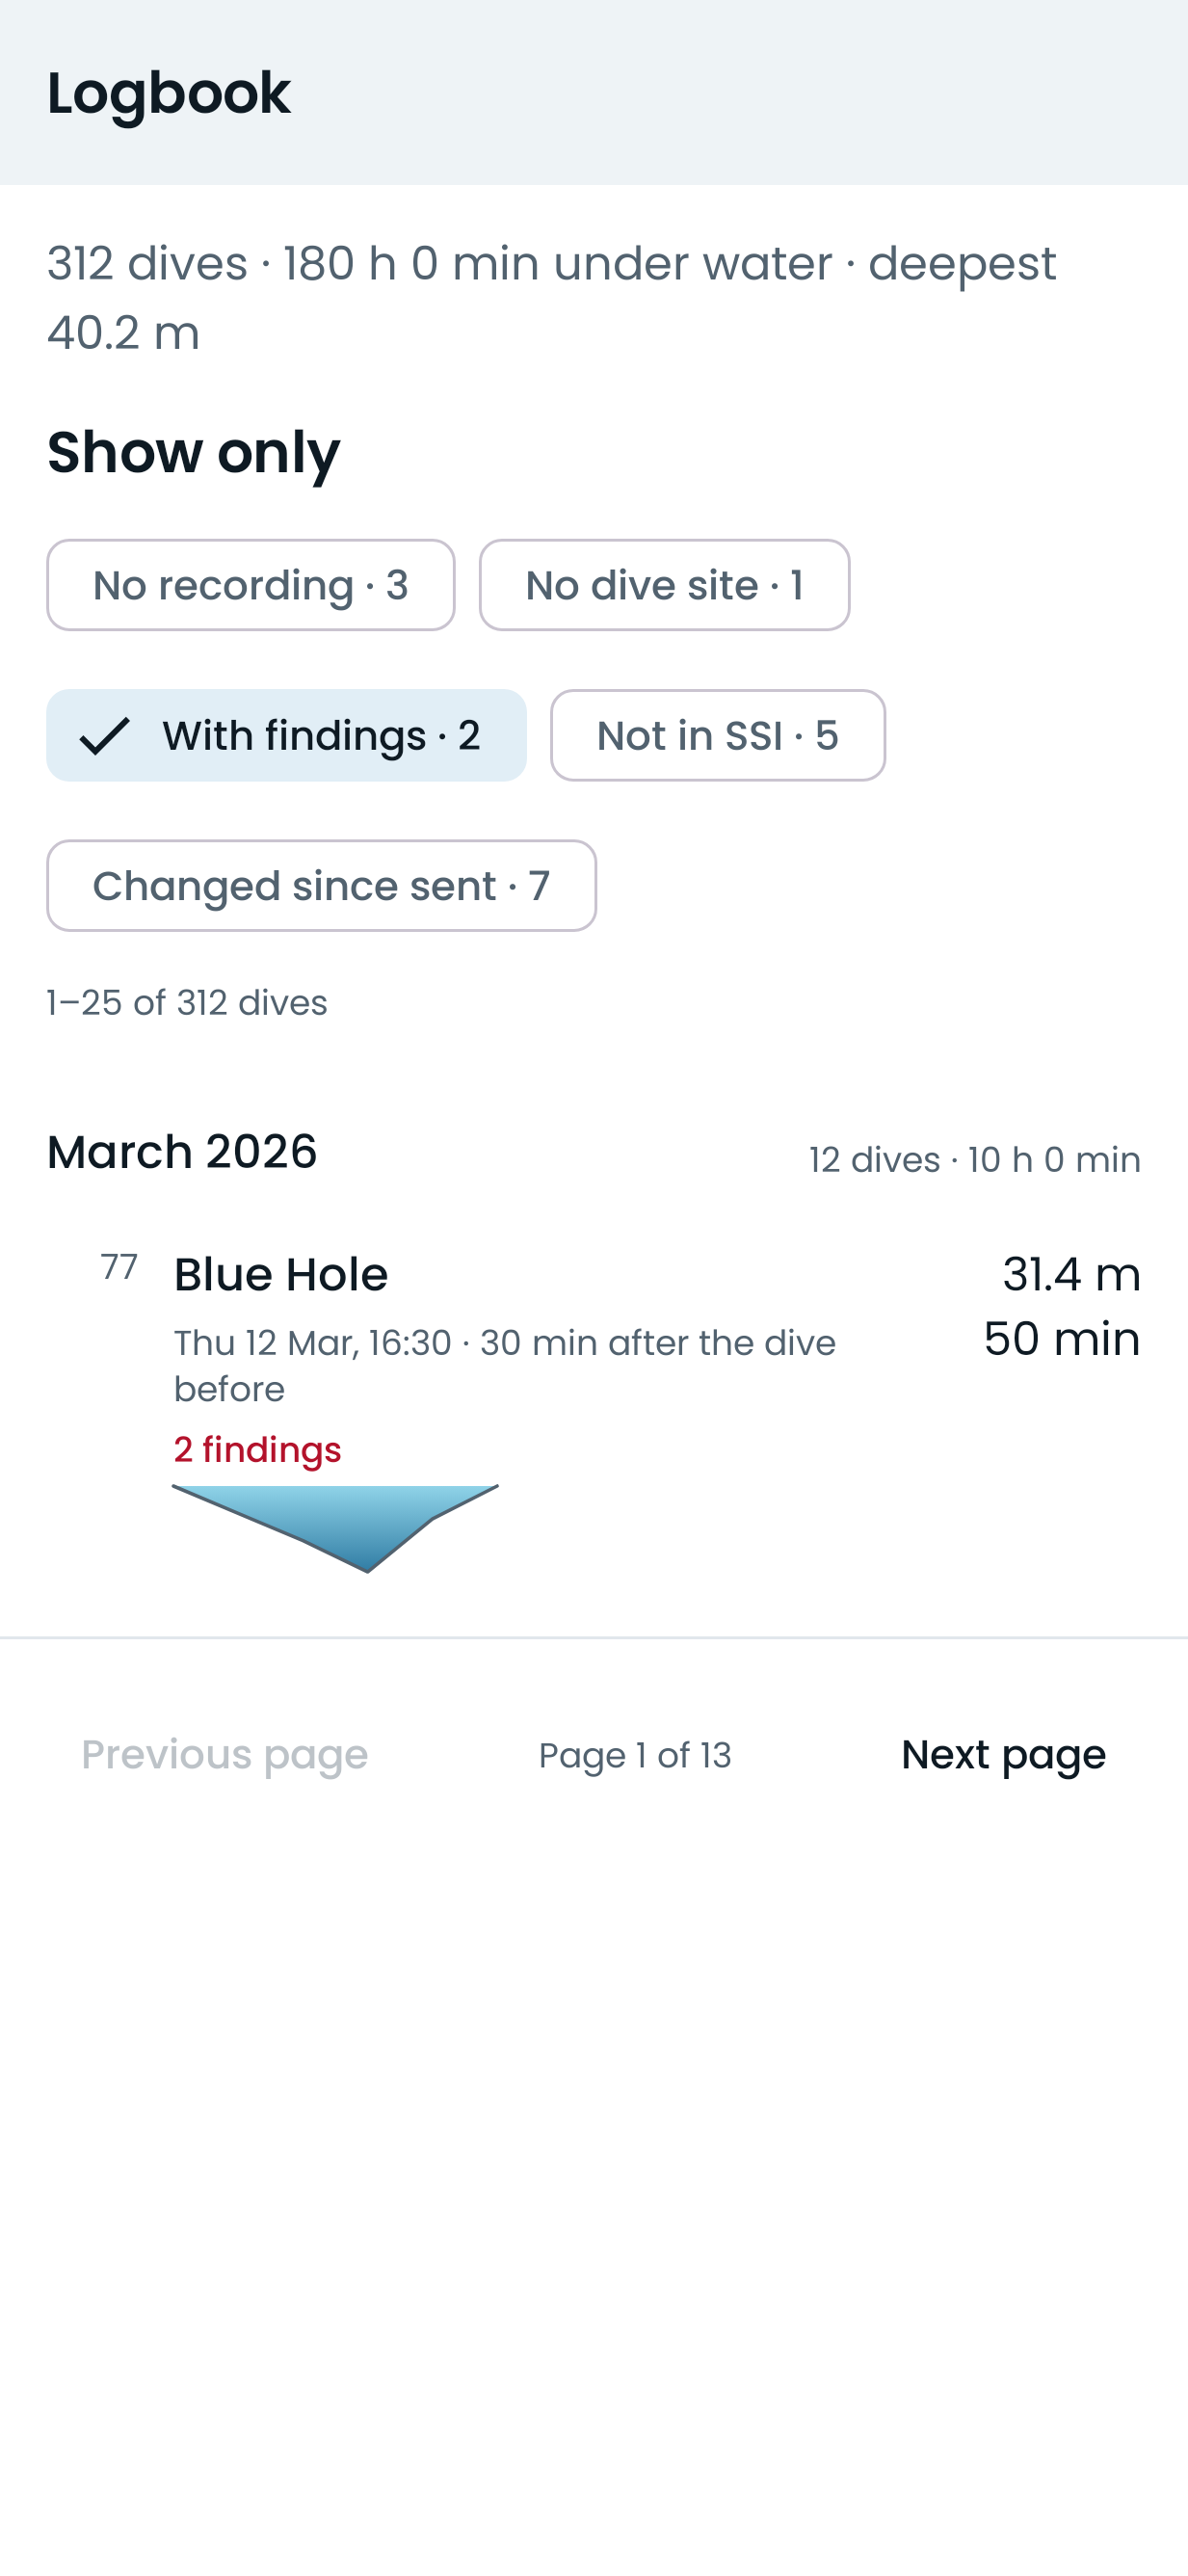 Logbook
312 dives · 180 h 0 min under water · deepest
40.2 m
Show only
No recording · 3
No dive site · 1
With findings · 2
Not in SSI · 5
Changed since sent · 7
1–25 of 312 dives
March 2026
12 dives · 10 h 0 min
77
Blue Hole
31.4 m
Thu 12 Mar, 16:30 · 30 min after the dive
before
50 min
2 findings
Previous page
Page 1 of 13
Next page